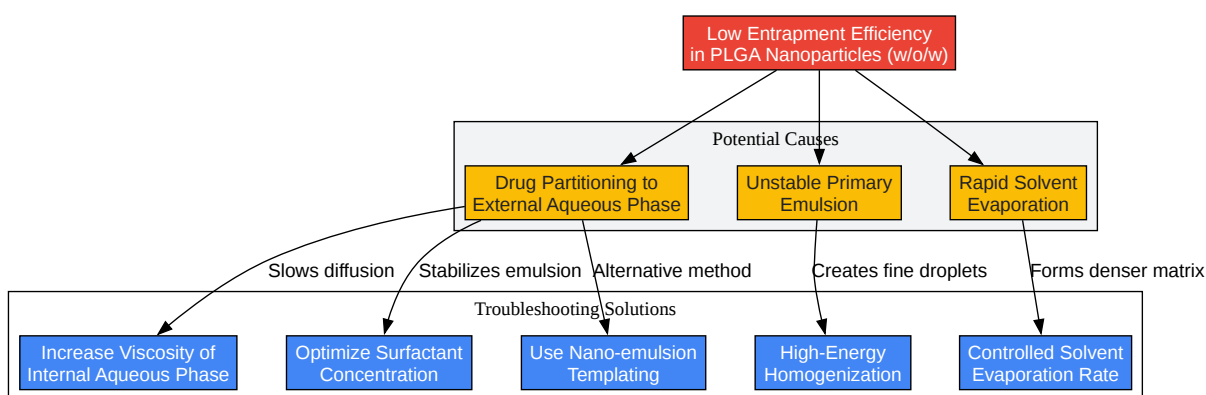 Low Entrapment Efficiency
in PLGA Nanoparticles (w/o/w)
Potential Causes
Drug Partitioning to
External Aqueous Phase
Unstable Primary
Emulsion
Rapid Solvent
Evaporation
Slows diffusion
Stabilizes emulsion
Alternative method
Creates fine droplets
Forms denser matrix
Troubleshooting Solutions
Increase Viscosity of
Internal Aqueous Phase
Optimize Surfactant
Concentration
Use Nano-emulsion
Templating
High-Energy
Homogenization
Controlled Solvent
Evaporation Rate